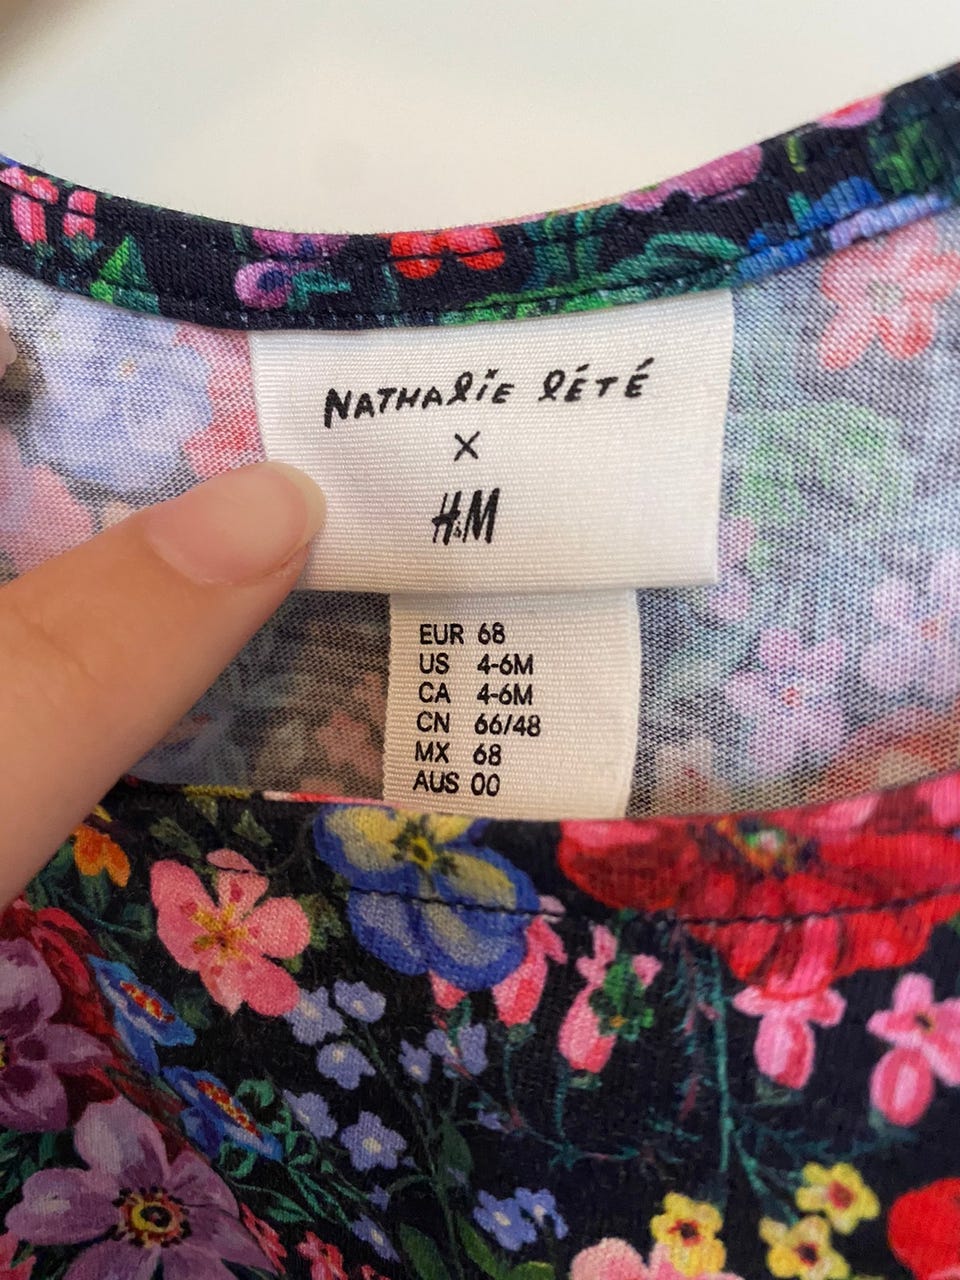 NATHALIE LÉTÉ
X
H&M
EUR 68
US 4-6M
CA 4-6M
CN 66/48
MX 68
AUS 00